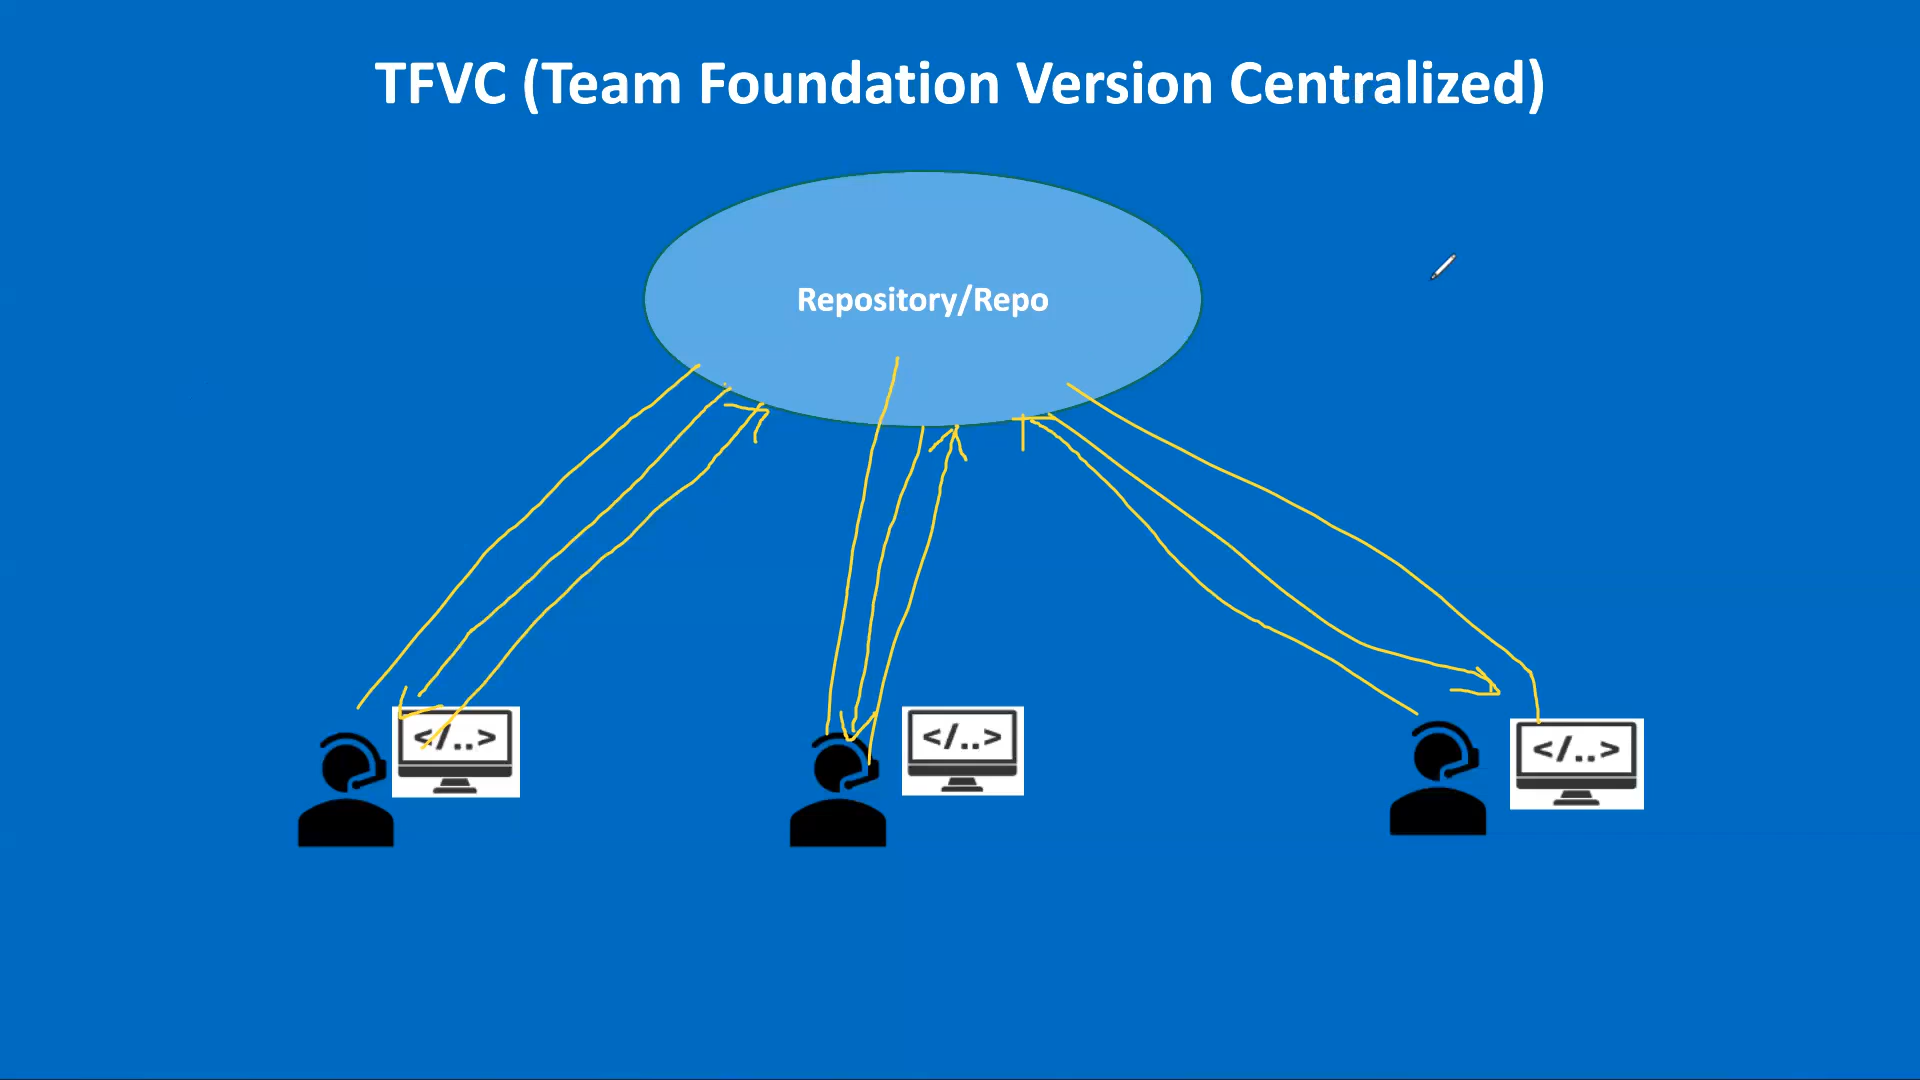 TFVC (Team Foundation Version Centralized)
Repository/Repo
</..> </..> </..>